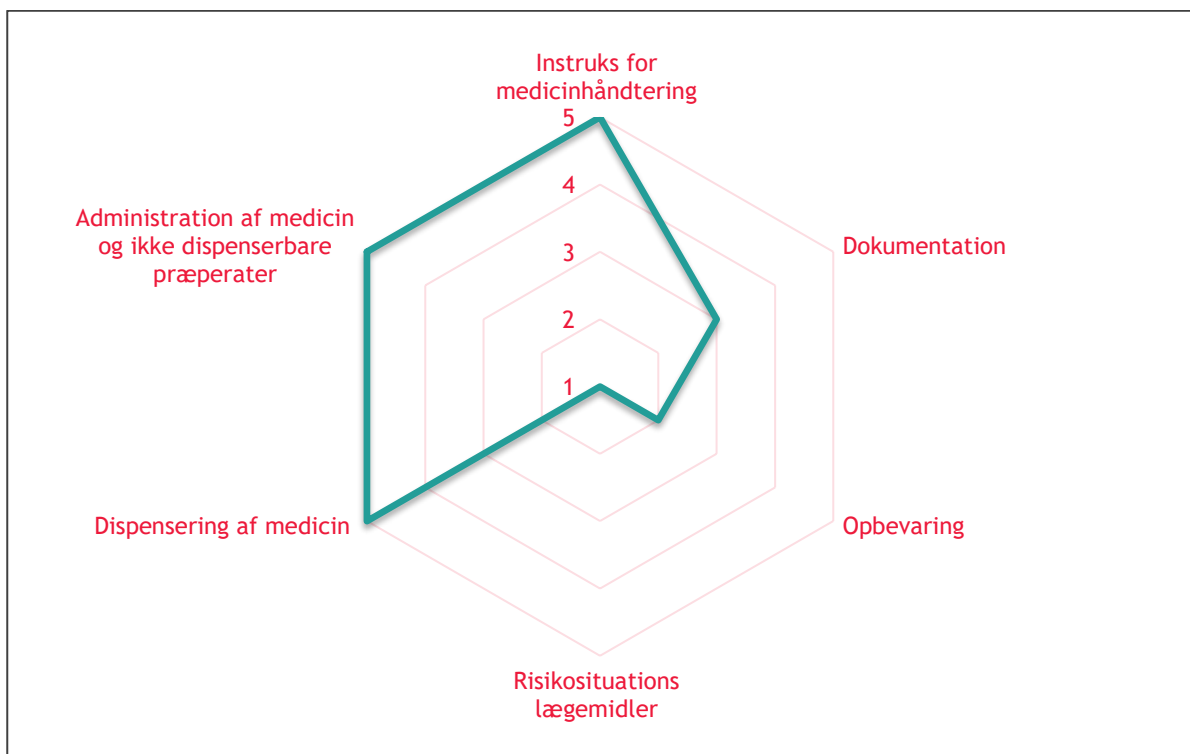 Instruks for
medicinhåndtering
5
4
Administration af medicin
og ikke dispenserbare
præperater
Dokumentation
3
2
1
Dispensering af medicin
Opbevaring
Risikosituations
lægemidler